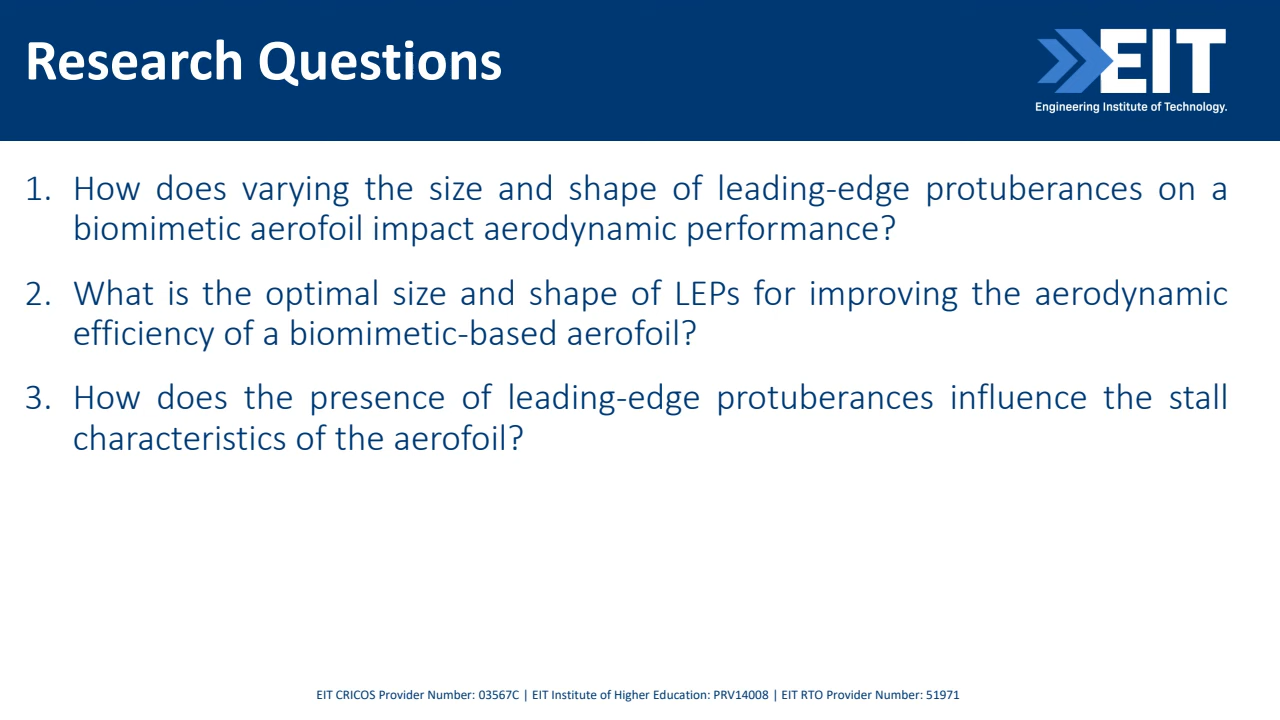 Research Questions
EIT
Engineering Institute of Technology.
1. How does varying the size and shape of leading-edge protuberances on a
biomimetic aerofoil impact aerodynamic performance?
2. What is the optimal size and shape of LEPs for improving the aerodynamic
efficiency of a biomimetic-based aerofoil?
3. How does the presence of leading-edge protuberances influence the stall
characteristics of the aerofoil?
EIT CRICOS Provider Number: 03567C | EIT Institute of Higher Education: PRV14008 | EIT RTO Provider Number: 51971